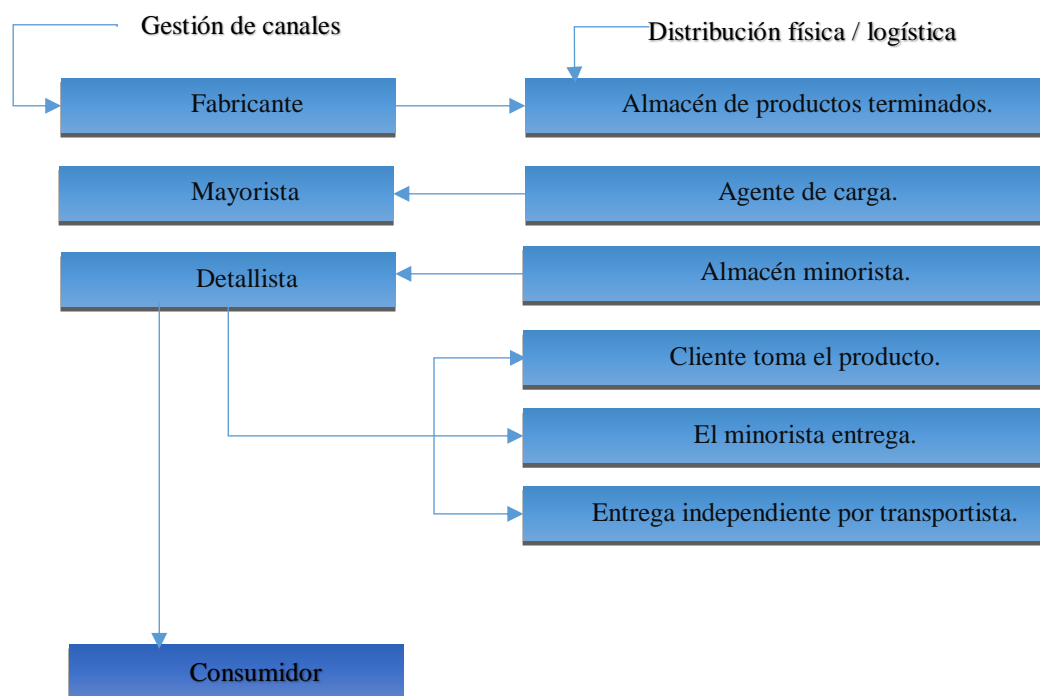 Gestión de canales
Distribución física / logística
Fabricante
Almacén de productos terminados.
Mayorista
Agente de carga.
Detallista
Almacén minorista.
Cliente toma el producto.
El minorista entrega.
Entrega independiente por transportista.
Consumidor